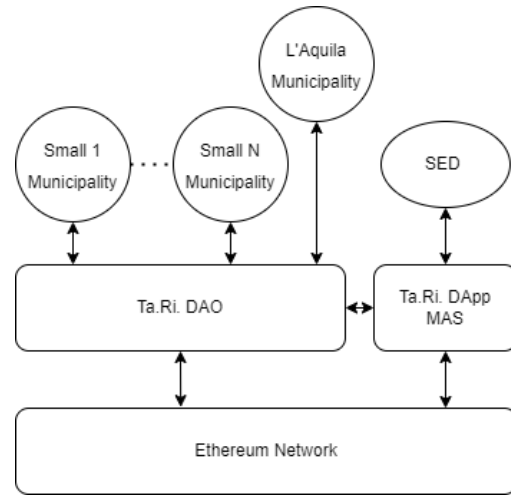 L'Aquila
Municipality
Small 1
Municipality
Small N
Municipality
SED
Ta.Ri. DAO
Ta.Ri. DApp
MAS
Ethereum Network